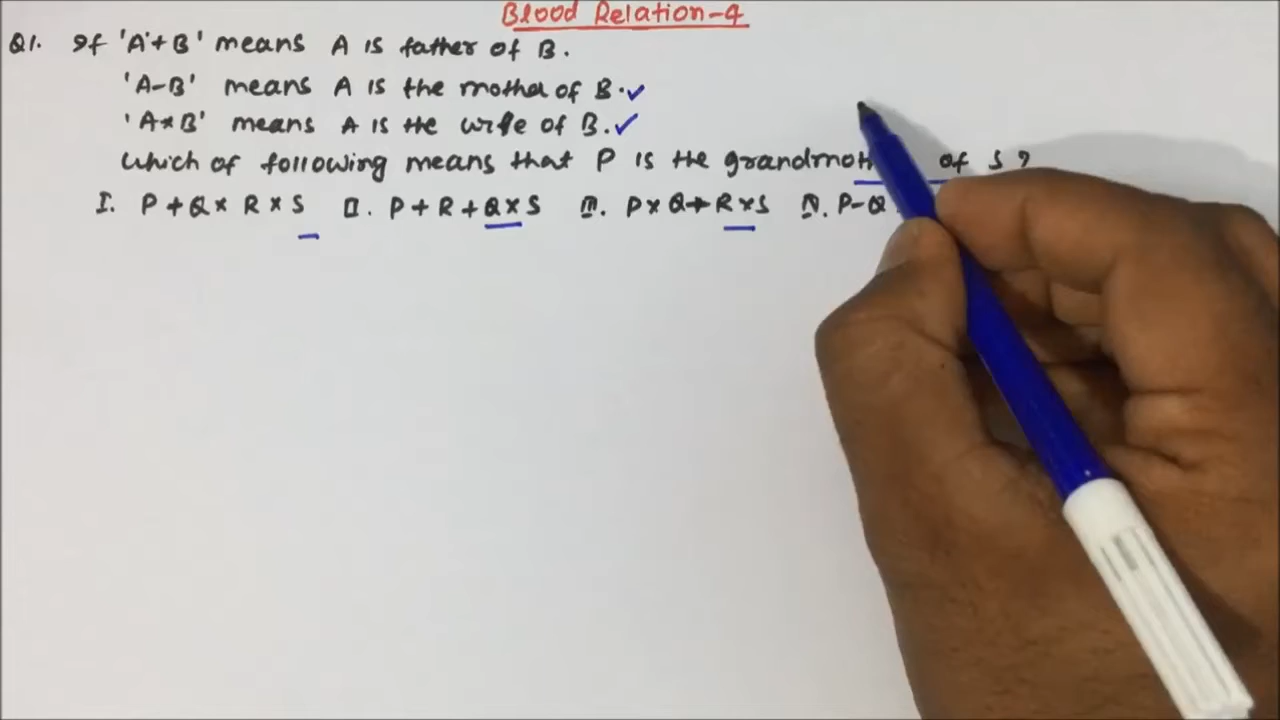 Blood Relation-4
Q1. If 'A+B' means A is father of B.
'A-B' means A is the mother of B.✓
'A×B' means A is the wife of B.✓
Which of following means that P is the of S?
I. P+Q×R×S II. P+R+Q×S III. P×Q+R×S IV. P-Q